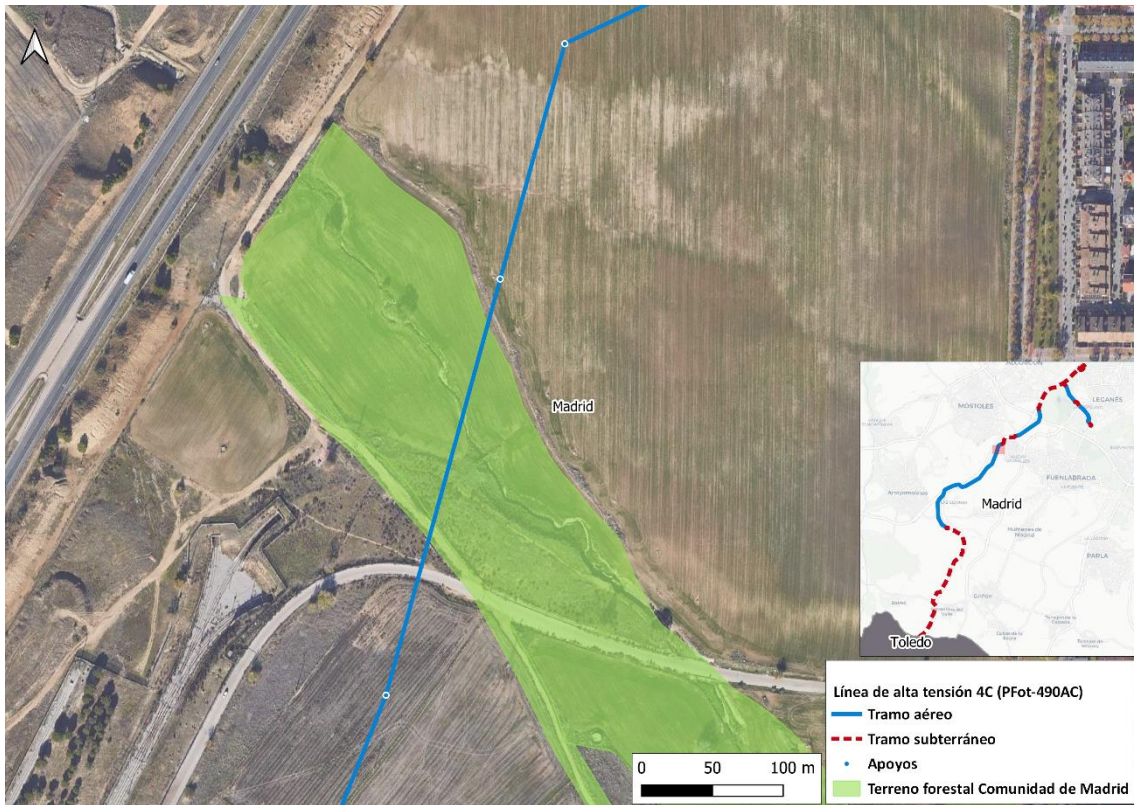 Madrid
ALCORCÓN
LEGANÉS
MÓSTOLES
FUENLABRADA
Madrid
PARLA
Toledo
Línea de alta tensión 4C (PFot-490AC)
Tramo aéreo
Tramo subterráneo
Apoyos
Terreno forestal Comunidad de Madrid
0 50 100 m